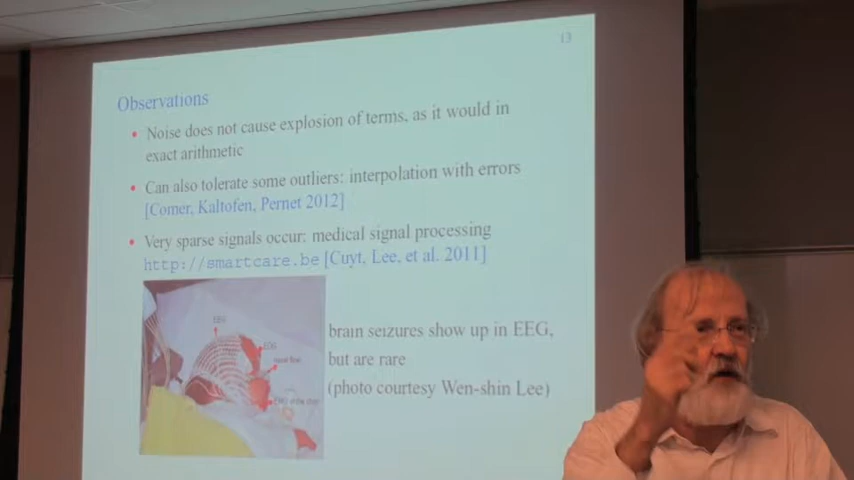 13
Observations
• Noise does not cause explosion of terms, as it would in
exact arithmetic
• Can also tolerate some outliers: interpolation with errors
[Comer, Kaltofen, Pernet 2012]
• Very sparse signals occur: medical signal processing
http://smartcare.be [Cuyt, Lee, et al. 2011]
EEG
EOG
nasal flow
brain seizures show up in EEG,
but are rare
(photo courtesy Wen-shin Lee)